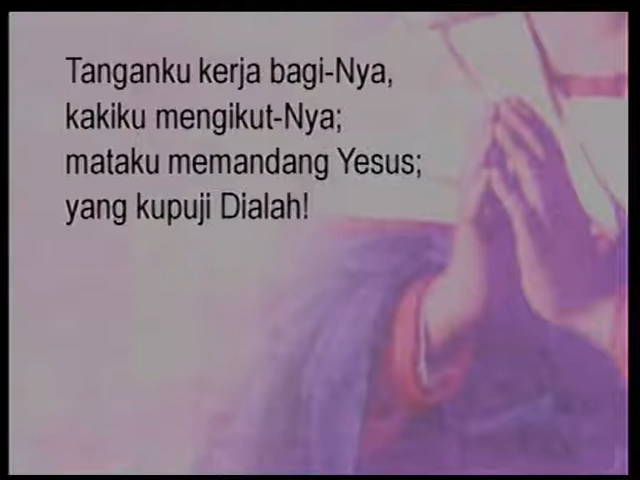 Tanganku kerja bagi-Nya,
kakiku mengikut-Nya;
mataku memandang Yesus;
yang kupuji Dialah!